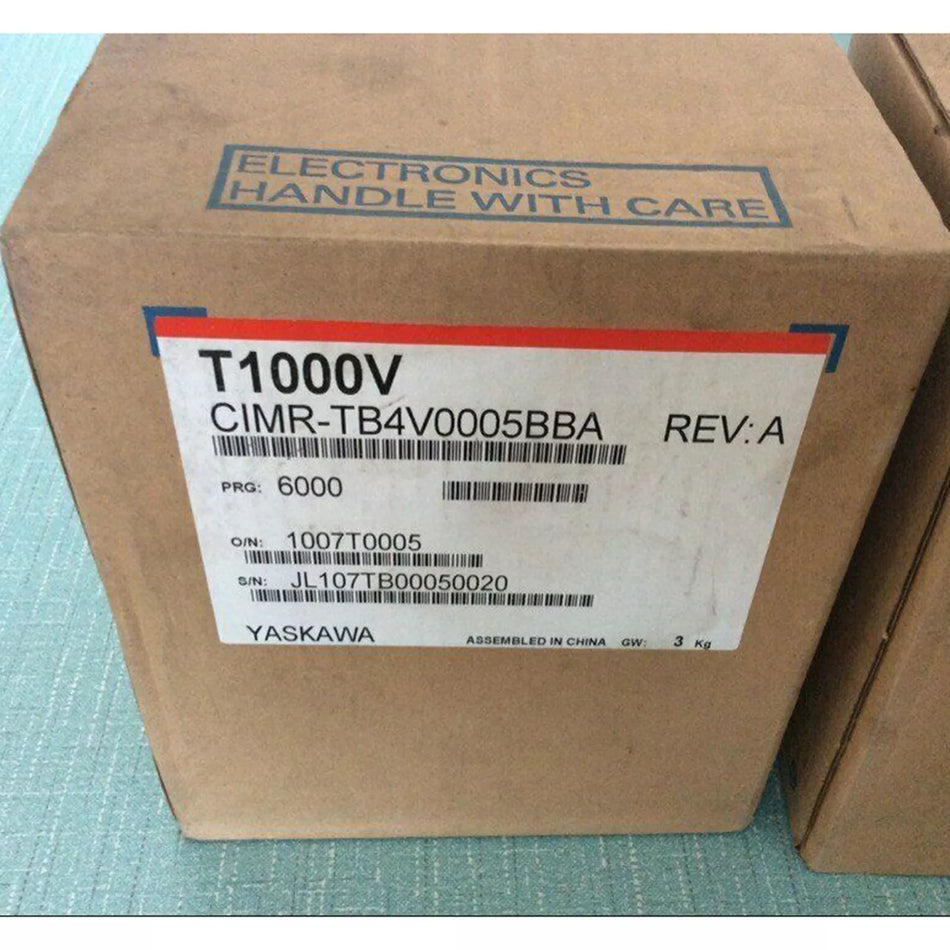 ELECTRONICS
HANDLE WITH CARE
T1000V
CIMR-TB4V0005BBA REV: A
PRG: 6000
O/N: 1007T0005
S/N: JL107TB00050020
YASKAWA ASSEMBLED IN CHINA GW: 3 Kg